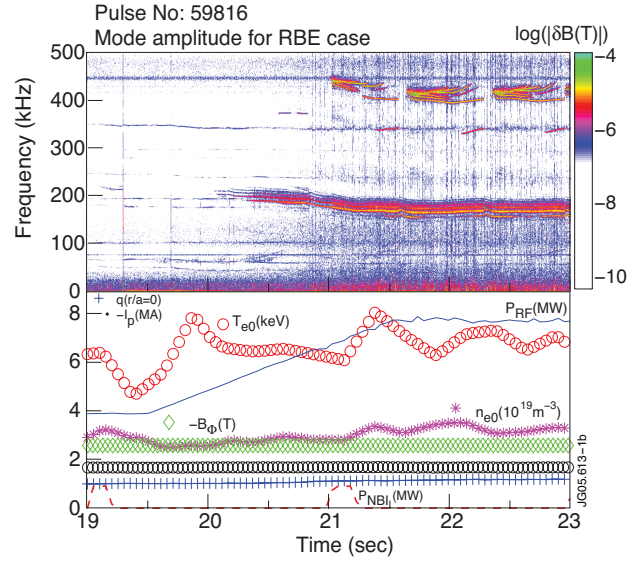 Pulse No: 59816
Mode amplitude for RBE case
log(|δB(T)|)
500
400
300
200
100
0
Frequency (kHz)
−4
−6
−8
−10
+ q(r/a=0)
• −Ip(MA)
Te0(keV)
PRF(MW)
−BΦ(T)
ne0(10^19 m^−3)
PNBI(MW)
8
6
4
2
0
19
20
21
22
23
Time (sec)
JG05.613−1b